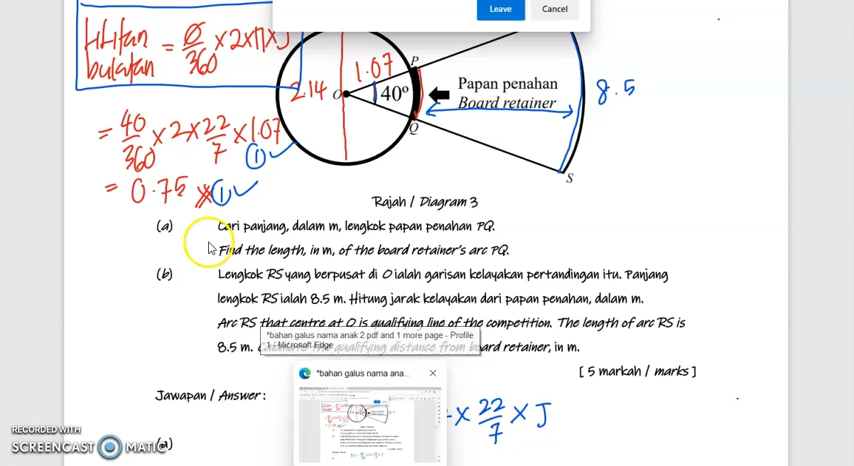 Leave
Cancel
Lilitan = θ/360 × 2 × π × J
bulatan
2.14
1.07
O
40°
P
Q
S
Papan penahan
Board retainer
8.5
= 40/360 × 2 × 22/7 × 1.07
①
= 0.75 ①
Rajah / Diagram 3
(a) Cari panjang, dalam m, lengkok papan penahan PQ.
Find the length, in m, of the board retainer's arc PQ.
(b) Lengkok RS yang berpusat di O ialah garisan kelayakan pertandingan itu. Panjang
lengkok RS ialah 8.5 m. Hitung jarak kelayakan dari papan penahan, dalam m.
Arc RS that centre at O is qualifying line of the competition. The length of arc RS is
8.5 m. the qualifying distance from board retainer, in m.
*bahan galus nama anak 2 pdf and 1 more page - Profile
1 - Microsoft Edge
[ 5 markah / marks ]
*bahan galus nama ana...
Jawapan / Answer :
× 22/7 × J
(a)
RECORDED WITH
SCREENCAST MATIC